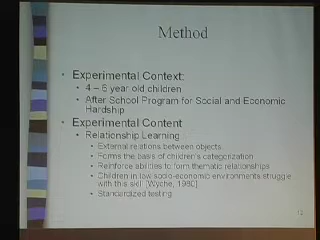 Method
• Experimental Context:
• 4 – 6 year old children
• After School Program for Social and Economic
Hardship
• Experimental Content
• Relationship Learning
• External relations between objects.
• Forms the basis of children's categorization
• Reinforce abilities to form thematic relationships
• Children in low socio-economic environments struggle
with this skill [Wyche, 1980]
• Standardized testing